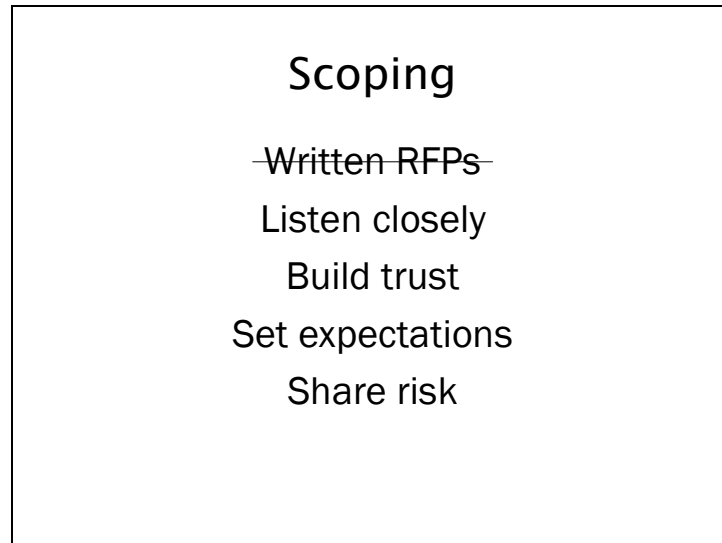 Scoping
Written RFPs
Listen closely
Build trust
Set expectations
Share risk